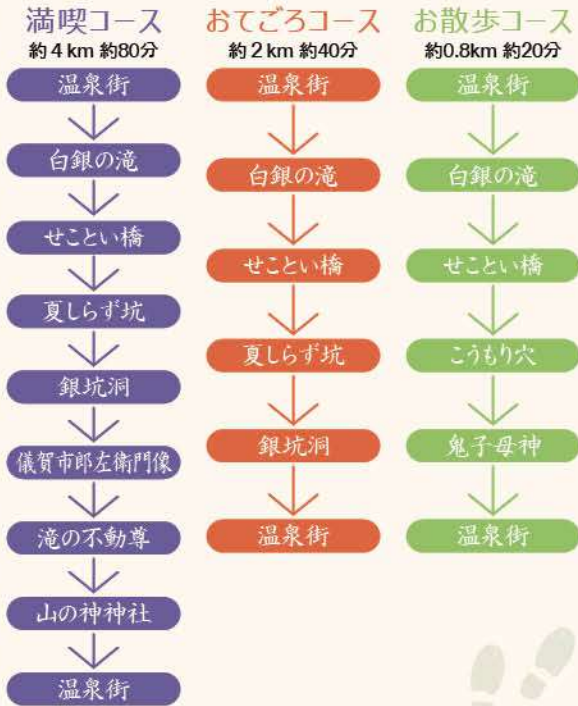 満喫コース
約4km 約80分
温泉街
白銀の滝
せことい橋
夏しらず坑
銀坑洞
儀賀市郎左衛門像
滝の不動尊
山の神神社
温泉街
おてごろコース
約2km 約40分
温泉街
白銀の滝
せことい橋
夏しらず坑
銀坑洞
温泉街
お散歩コース
約0.8km 約20分
温泉街
白銀の滝
せことい橋
こうもり穴
鬼子母神
温泉街